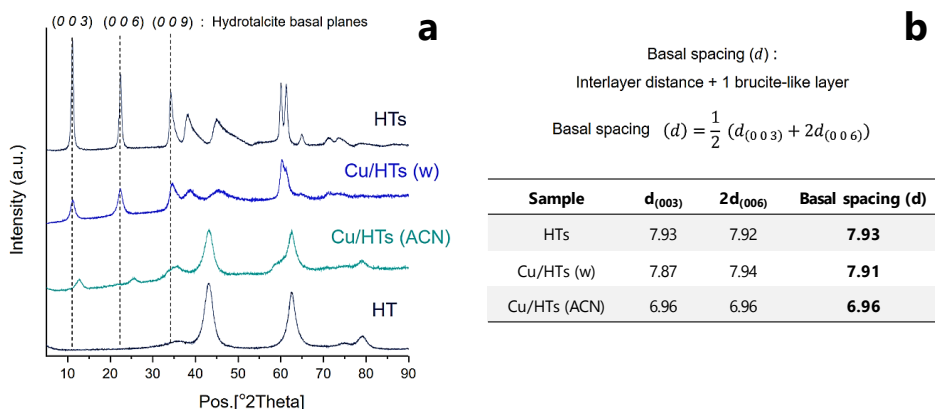 (0 0 3) (0 0 6) (0 0 9) : Hydrotalcite basal planes
a
HTs
Cu/HTs (w)
Cu/HTs (ACN)
HT
Intensity (a.u.)
10 20 30 40 50 60 70 80 90
Pos.[°2Theta]
b
Basal spacing (d) :
Interlayer distance + 1 brucite-like layer
Basal spacing (d) = 1/2 (d(0 0 3) + 2d(0 0 6))
Sample d(003) 2d(006) Basal spacing (d)
HTs 7.93 7.92 7.93
Cu/HTs (w) 7.87 7.94 7.91
Cu/HTs (ACN) 6.96 6.96 6.96